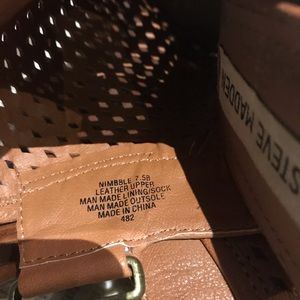 NIMBBLE 7.5B
LEATHER UPPER
MAN MADE LINING/SOCK
MAN MADE OUTSOLE
MADE IN CHINA
482
STEVE MADDEN